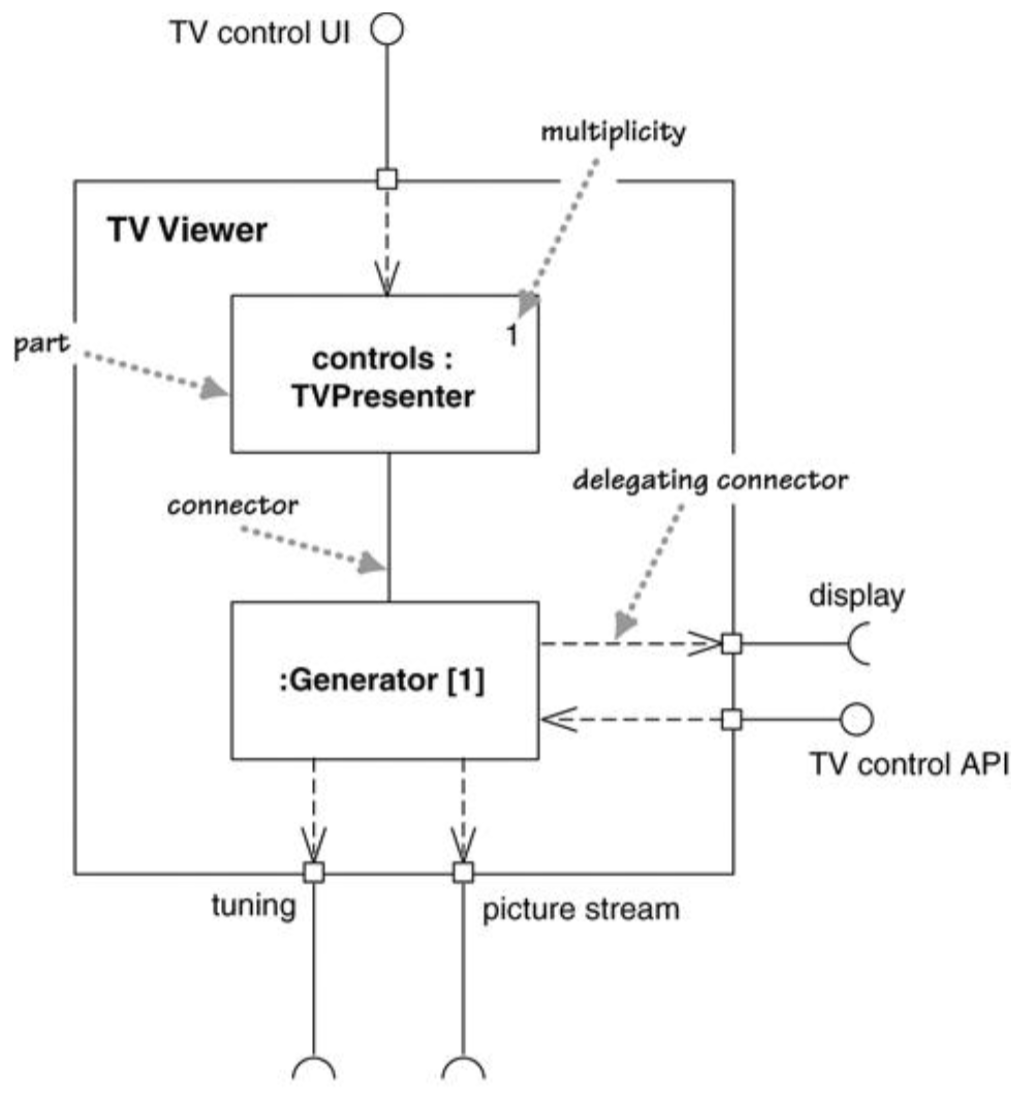 TV control UI
multiplicity
TV Viewer
1
part
controls :
TVPresenter
delegating connector
connector
display
:Generator [1]
TV control API
tuning
picture stream